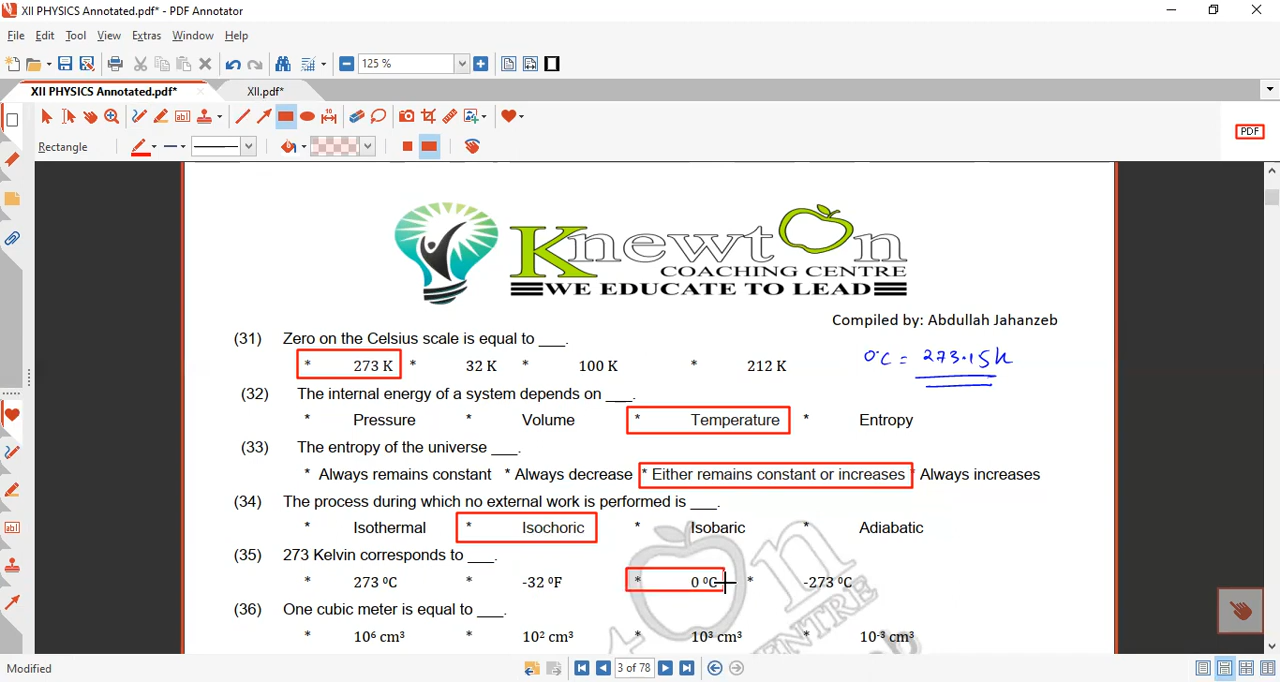 XII PHYSICS Annotated.pdf* - PDF Annotator
File Edit Tool View Extras Window Help
125 %
XII PHYSICS Annotated.pdf* XII.pdf*
PDF
Rectangle
Knewton
COACHING CENTRE
WE EDUCATE TO LEAD
Compiled by: Abdullah Jahanzeb
(31) Zero on the Celsius scale is equal to ___.
* 273 K * 32 K * 100 K * 212 K
0°C = 273.15K
(32) The internal energy of a system depends on ___.
* Pressure * Volume * Temperature * Entropy
(33) The entropy of the universe ___.
* Always remains constant * Always decrease * Either remains constant or increases * Always increases
(34) The process during which no external work is performed is ___.
* Isothermal * Isochoric * Isobaric * Adiabatic
(35) 273 Kelvin corresponds to ___.
* 273 ⁰C * -32 ⁰F * 0 ⁰C * -273 ⁰C
(36) One cubic meter is equal to ___.
* 10⁶ cm³ * 10² cm³ * 10³ cm³ * 10⁻³ cm³
Modified
3 of 78